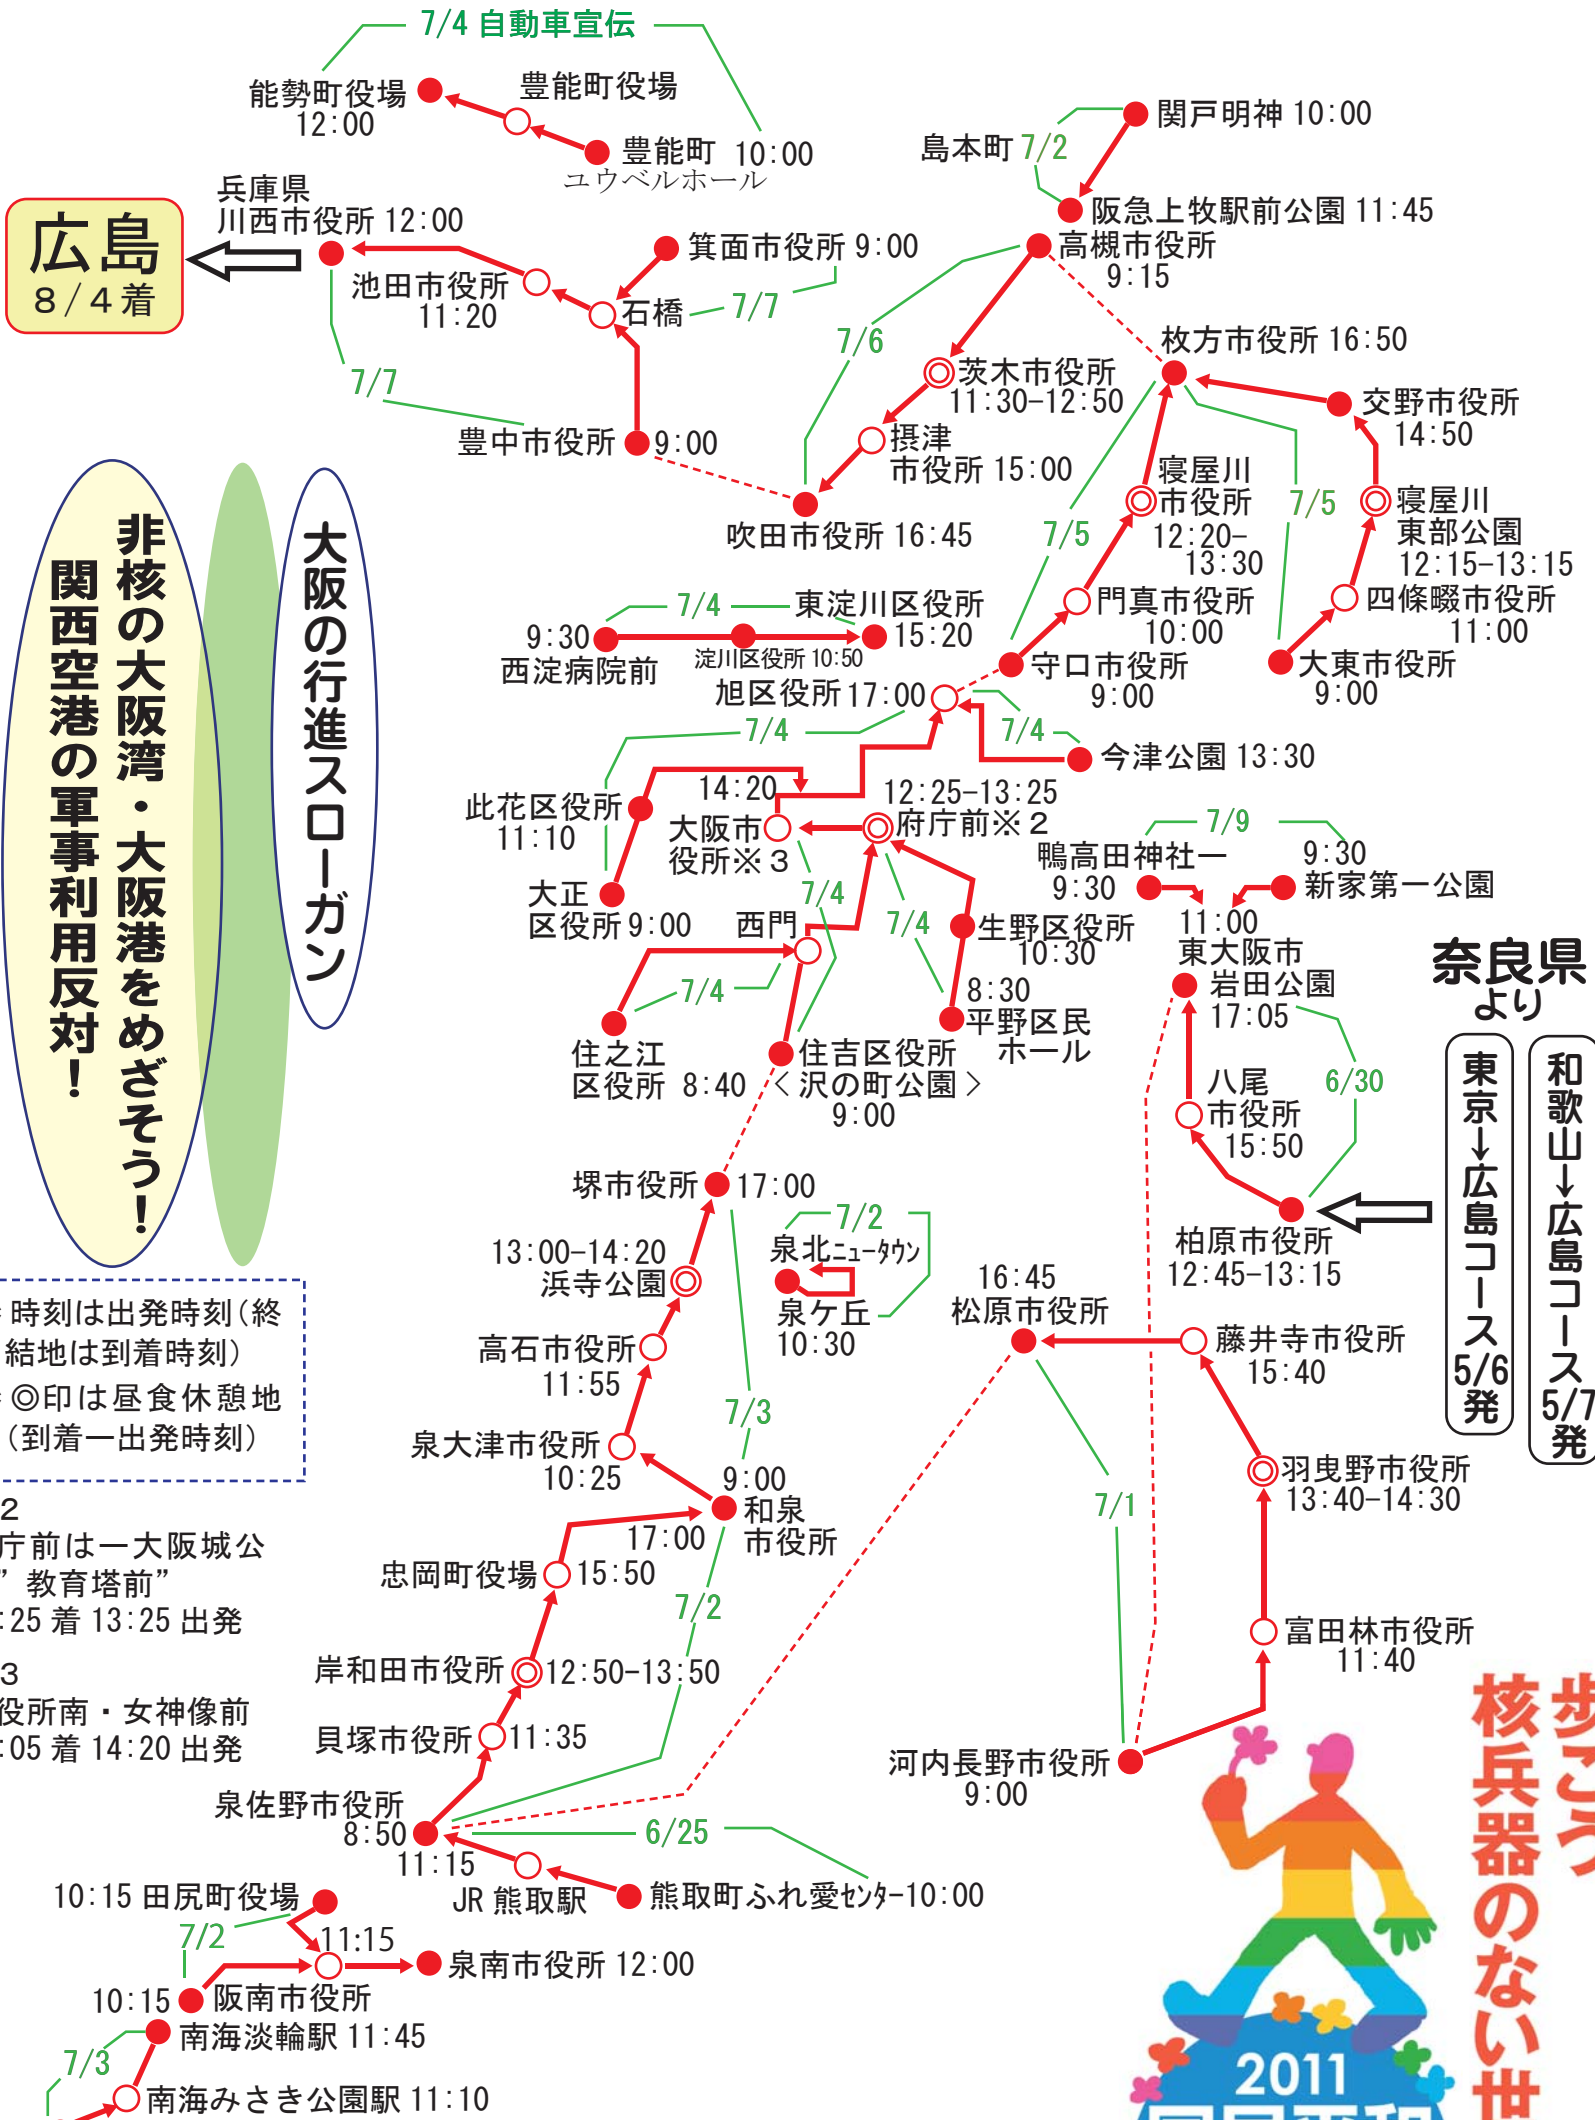 7/4 自動車宣伝
能勢町役場
12:00
豊能町役場
豊能町 10:00
ユウベルホール
関戸明神 10:00
島本町 7/2
阪急上牧駅前公園 11:45
兵庫県
川西市役所 12:00
広島
8/4着
池田市役所
11:20
箕面市役所 9:00
石橋
7/7
7/7
豊中市役所
9:00
高槻市役所
9:15
7/6
茨木市役所
11:30-12:50
摂津
市役所 15:00
吹田市役所 16:45
枚方市役所 16:50
交野市役所
14:50
寝屋川
市役所
12:20-
13:30
7/5
7/5
寝屋川
東部公園
12:15-13:15
門真市役所
10:00
四條畷市役所
11:00
守口市役所
9:00
大東市役所
9:00
7/4
東淀川区役所
15:20
9:30
西淀病院前
淀川区役所 10:50
旭区役所 17:00
7/4
7/4
今津公園 13:30
此花区役所
11:10
14:20
大阪市
役所※3
12:25-13:25
府庁前※2
大正
区役所 9:00
西門
7/4
7/4
生野区役所
10:30
8:30
平野区民
ホール
7/4
住之江
区役所 8:40
住吉区役所
〈沢の町公園〉
9:00
7/9
鴨高田神社ー
9:30
9:30
新家第一公園
11:00
東大阪市
岩田公園
17:05
6/30
八尾
市役所
15:50
柏原市役所
12:45-13:15
奈良県
より
東京→広島コース 5/6発
和歌山→広島コース 5/7発
大阪の行進スローガン
非核の大阪湾・大阪港をめざそう!
関西空港の軍事利用反対!
堺市役所
17:00
13:00-14:20
浜寺公園
7/2
泉北ニュータウン
泉ケ丘
10:30
高石市役所
11:55
7/3
泉大津市役所
10:25
9:00
和泉
市役所
17:00
忠岡町役場
15:50
7/2
岸和田市役所
12:50-13:50
貝塚市役所
11:35
泉佐野市役所
8:50
11:15
6/25
JR 熊取駅
熊取町ふれ愛センター10:00
16:45
松原市役所
藤井寺市役所
15:40
羽曳野市役所
13:40-14:30
7/1
富田林市役所
11:40
河内長野市役所
9:00
時刻は出発時刻(終
結地は到着時刻)
◎印は昼食休憩地
(到着ー出発時刻)
2
庁前はー大阪城公
”教育塔前”
:25 着 13:25 出発
3
役所南・女神像前
:05 着 14:20 出発
10:15 田尻町役場
7/2
11:15
泉南市役所 12:00
10:15
阪南市役所
南海淡輪駅 11:45
7/3
南海みさき公園駅 11:10
歩こう
核兵器のない世
2011